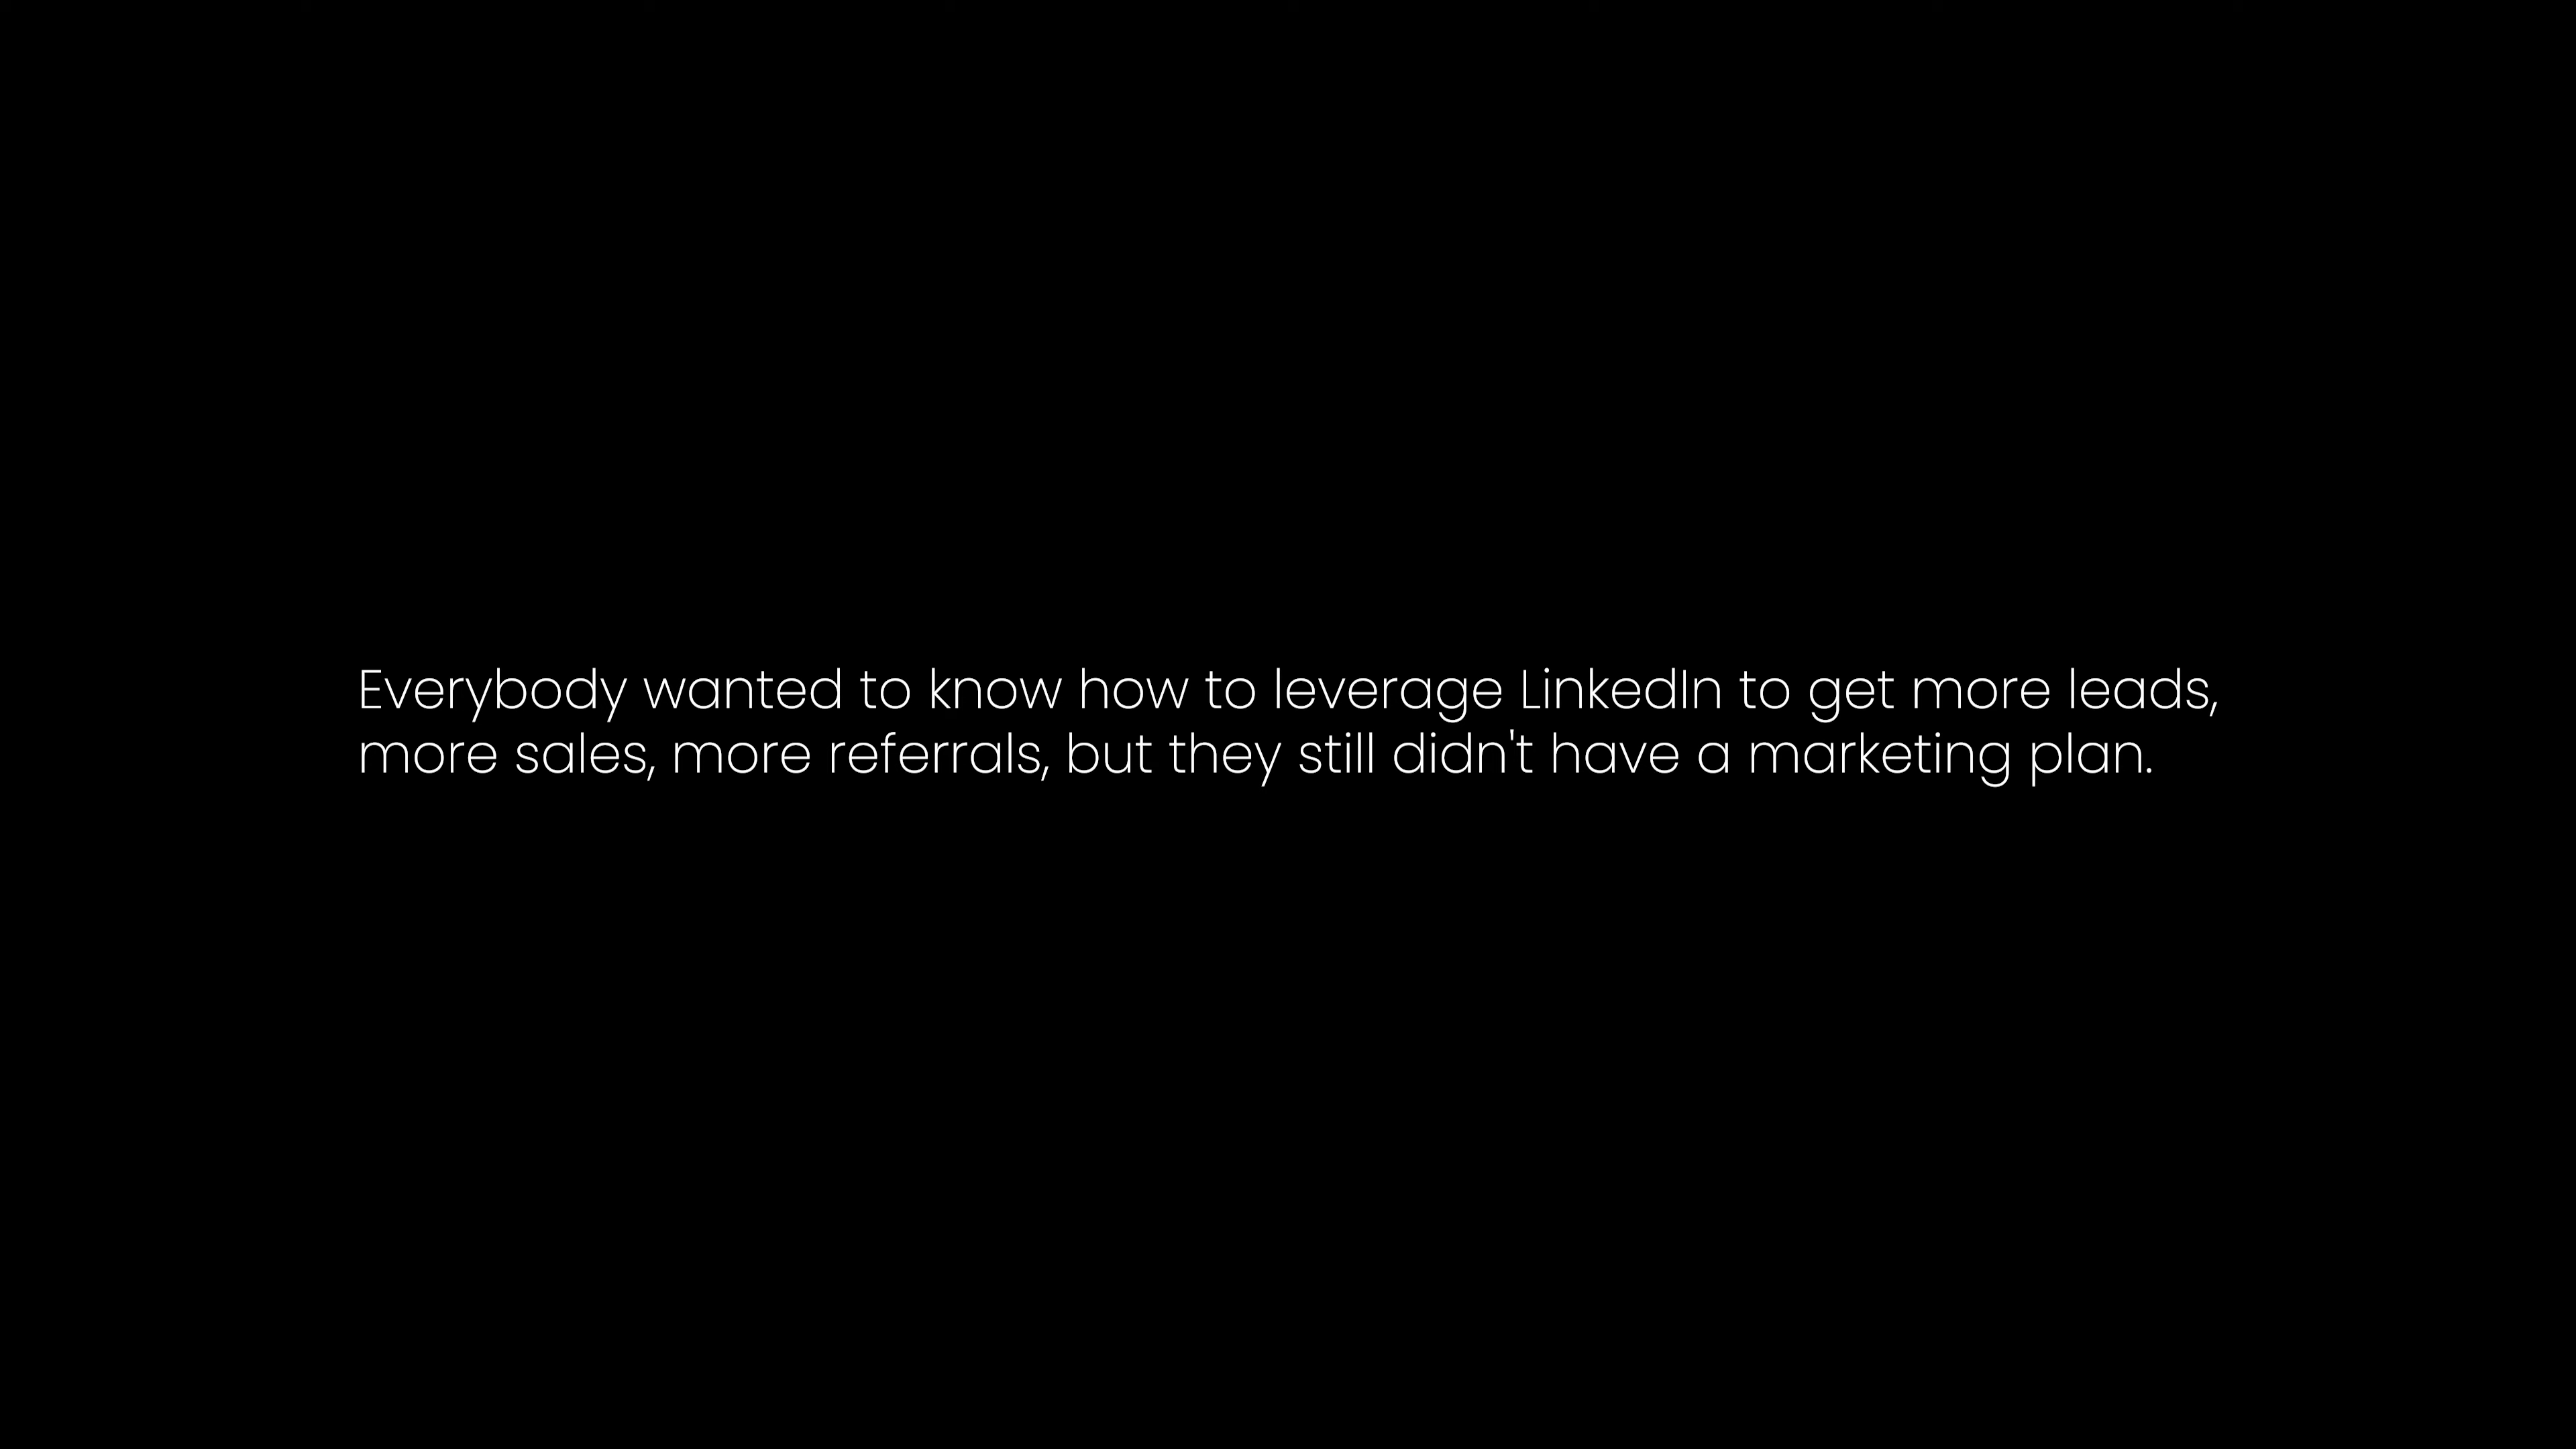 Everybody wanted to know how to leverage LinkedIn to get more leads,
more sales, more referrals, but they still didn't have a marketing plan.